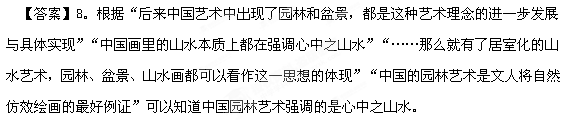 【答案】B。根据“后来中国艺术中出现了园林和盆景，都是这种艺术理念的进一步发展
与具体实现”“中国画里的山水本质上都在强调心中之山水”“……那么就有了居室化的山
水艺术，园林、盆景、山水画都可以看作这一思想的体现”“中国的园林艺术是文人将自然
仿效绘画的最好例证”可以知道中国园林艺术强调的是心中之山水。